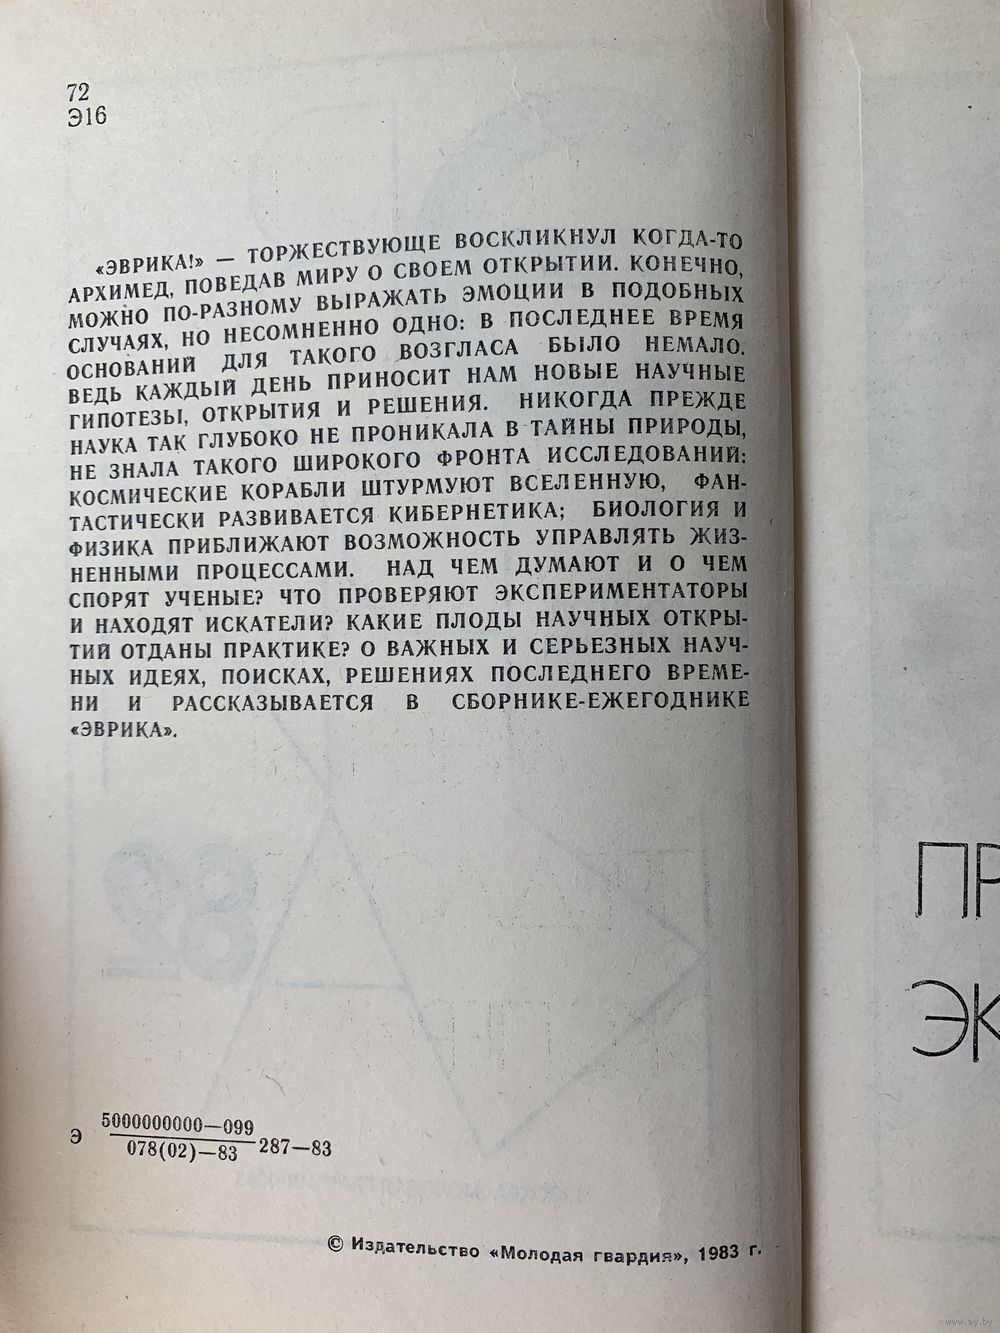 72
Э16
«ЭВРИКА!» — ТОРЖЕСТВУЮЩЕ ВОСКЛИКНУЛ КОГДА-ТО
АРХИМЕД, ПОВЕДАВ МИРУ О СВОЕМ ОТКРЫТИИ. КОНЕЧНО,
МОЖНО ПО-РАЗНОМУ ВЫРАЖАТЬ ЭМОЦИИ В ПОДОБНЫХ
СЛУЧАЯХ, НО НЕСОМНЕННО ОДНО: В ПОСЛЕДНЕЕ ВРЕМЯ
ОСНОВАНИЙ ДЛЯ ТАКОГО ВОЗГЛАСА БЫЛО НЕМАЛО.
ВЕДЬ КАЖДЫЙ ДЕНЬ ПРИНОСИТ НАМ НОВЫЕ НАУЧНЫЕ
ГИПОТЕЗЫ, ОТКРЫТИЯ И РЕШЕНИЯ. НИКОГДА ПРЕЖДЕ
НАУКА ТАК ГЛУБОКО НЕ ПРОНИКАЛА В ТАЙНЫ ПРИРОДЫ,
НЕ ЗНАЛА ТАКОГО ШИРОКОГО ФРОНТА ИССЛЕДОВАНИЙ:
КОСМИЧЕСКИЕ КОРАБЛИ ШТУРМУЮТ ВСЕЛЕННУЮ, ФАН-
ТАСТИЧЕСКИ РАЗВИВАЕТСЯ КИБЕРНЕТИКА; БИОЛОГИЯ И
ФИЗИКА ПРИБЛИЖАЮТ ВОЗМОЖНОСТЬ УПРАВЛЯТЬ ЖИЗ-
НЕННЫМИ ПРОЦЕССАМИ. НАД ЧЕМ ДУМАЮТ И О ЧЕМ
СПОРЯТ УЧЕНЫЕ? ЧТО ПРОВЕРЯЮТ ЭКСПЕРИМЕНТАТОРЫ
И НАХОДЯТ ИСКАТЕЛИ? КАКИЕ ПЛОДЫ НАУЧНЫХ ОТКРЫ-
ТИЙ ОТДАНЫ ПРАКТИКЕ? О ВАЖНЫХ И СЕРЬЕЗНЫХ НАУЧ-
НЫХ ИДЕЯХ, ПОИСКАХ, РЕШЕНИЯХ ПОСЛЕДНЕГО ВРЕМЕ-
НИ И РАССКАЗЫВАЕТСЯ В СБОРНИКЕ-ЕЖЕГОДНИКЕ
«ЭВРИКА».
82
Э 5000000000—099
078(02)—83 287—83
© Издательство «Молодая гвардия», 1983 г.
ПР
ЭК
www.ay.by